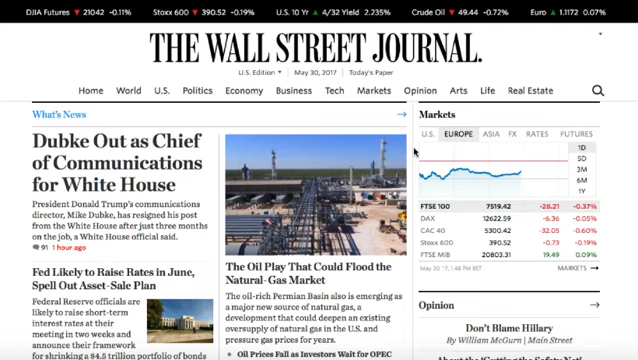 DJIA Futures ▼ 21042 -0.11% Stoxx 600 ▼ 390.52 -0.19% U.S. 10 Yr ▲ 4/32 Yield 2.235% Crude Oil ▼ 49.44 -0.72% Euro ▲ 1.1172 0.07%
THE WALL STREET JOURNAL.
U.S. Edition ▾ | May 30, 2017 | Today's Paper
Home World U.S. Politics Economy Business Tech Markets Opinion Arts Life Real Estate
What's News →
Dubke Out as Chief
of Communications
for White House
President Donald Trump's communications
director, Mike Dubke, has resigned his post
from the White House after just three months
on the job, a White House official said.
91 1 hour ago
Fed Likely to Raise Rates in June,
Spell Out Asset-Sale Plan
Federal Reserve officials are
likely to raise short-term
interest rates at their
meeting in two weeks and
announce their framework
for shrinking a $4.5 trillion portfolio of bonds
The Oil Play That Could Flood the
Natural-Gas Market
The oil-rich Permian Basin also is emerging as
a major new source of natural gas, a
development that could deepen an existing
oversupply of natural gas in the U.S. and
pressure gas prices for years.
• Oil Prices Fall as Investors Wait for OPEC
Markets
U.S. EUROPE ASIA FX RATES FUTURES
1D
5D
3M
6M
1Y
FTSE 100 7519.42 -28.21 -0.37%
DAX 12622.59 -6.36 -0.05%
CAC 40 5300.42 -32.05 -0.60%
Stoxx 600 390.52 -0.73 -0.19%
FTSE MIB 20803.31 19.49 0.09%
May 30 '17, 1:48 PM BST MARKETS →
Opinion →
Don't Blame Hillary
By William McGurn | Main Street
About the 'Cutting the Safety Net'